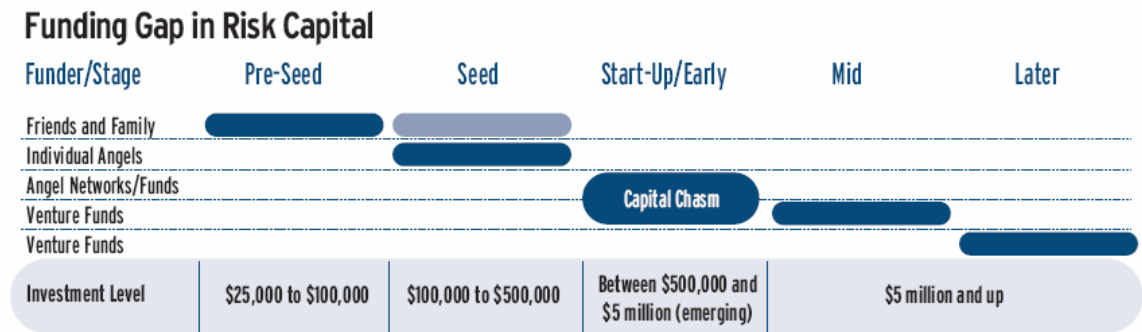 Funding Gap in Risk Capital
Funder/Stage Pre-Seed Seed Start-Up/Early Mid Later
Friends and Family
Individual Angels
Angel Networks/Funds
Capital Chasm
Venture Funds
Venture Funds
Investment Level $25,000 to $100,000 $100,000 to $500,000 Between $500,000 and $5 million (emerging) $5 million and up